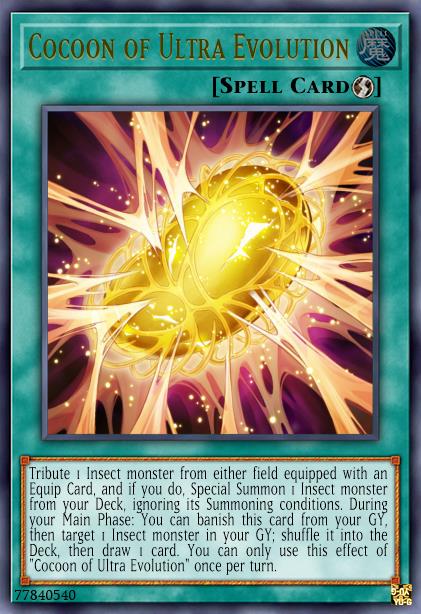 COCOON OF ULTRA EVOLUTION
SPELL
魔
[SPELL CARD]
Tribute 1 Insect monster from either field equipped with an
Equip Card, and if you do, Special Summon 1 Insect monster
from your Deck, ignoring its Summoning conditions. During
your Main Phase: You can banish this card from your GY,
then target 1 Insect monster in your GY; shuffle it into the
Deck, then draw 1 card. You can only use this effect of
"Cocoon of Ultra Evolution" once per turn.
77840540